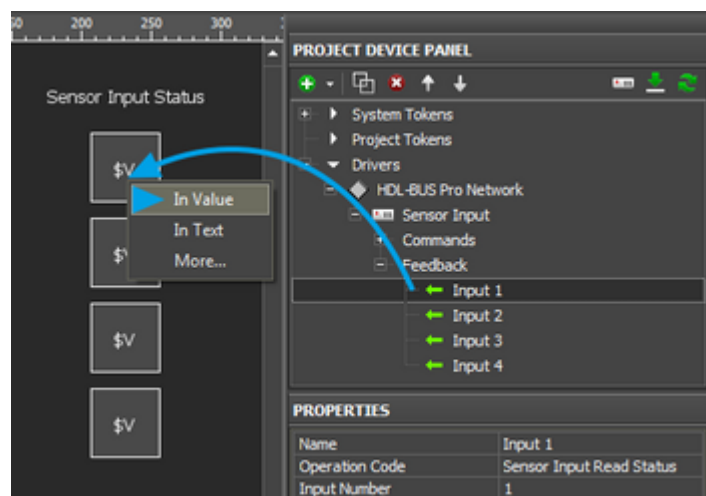 200 250 300
PROJECT DEVICE PANEL
Sensor Input Status
System Tokens
Project Tokens
Drivers
HDL-BUS Pro Network
Sensor Input
Commands
Feedback
Input 1
Input 2
Input 3
Input 4
$V
In Value
In Text
More...
$V
$V
$V
PROPERTIES
Name Input 1
Operation Code Sensor Input Read Status
Input Number 1